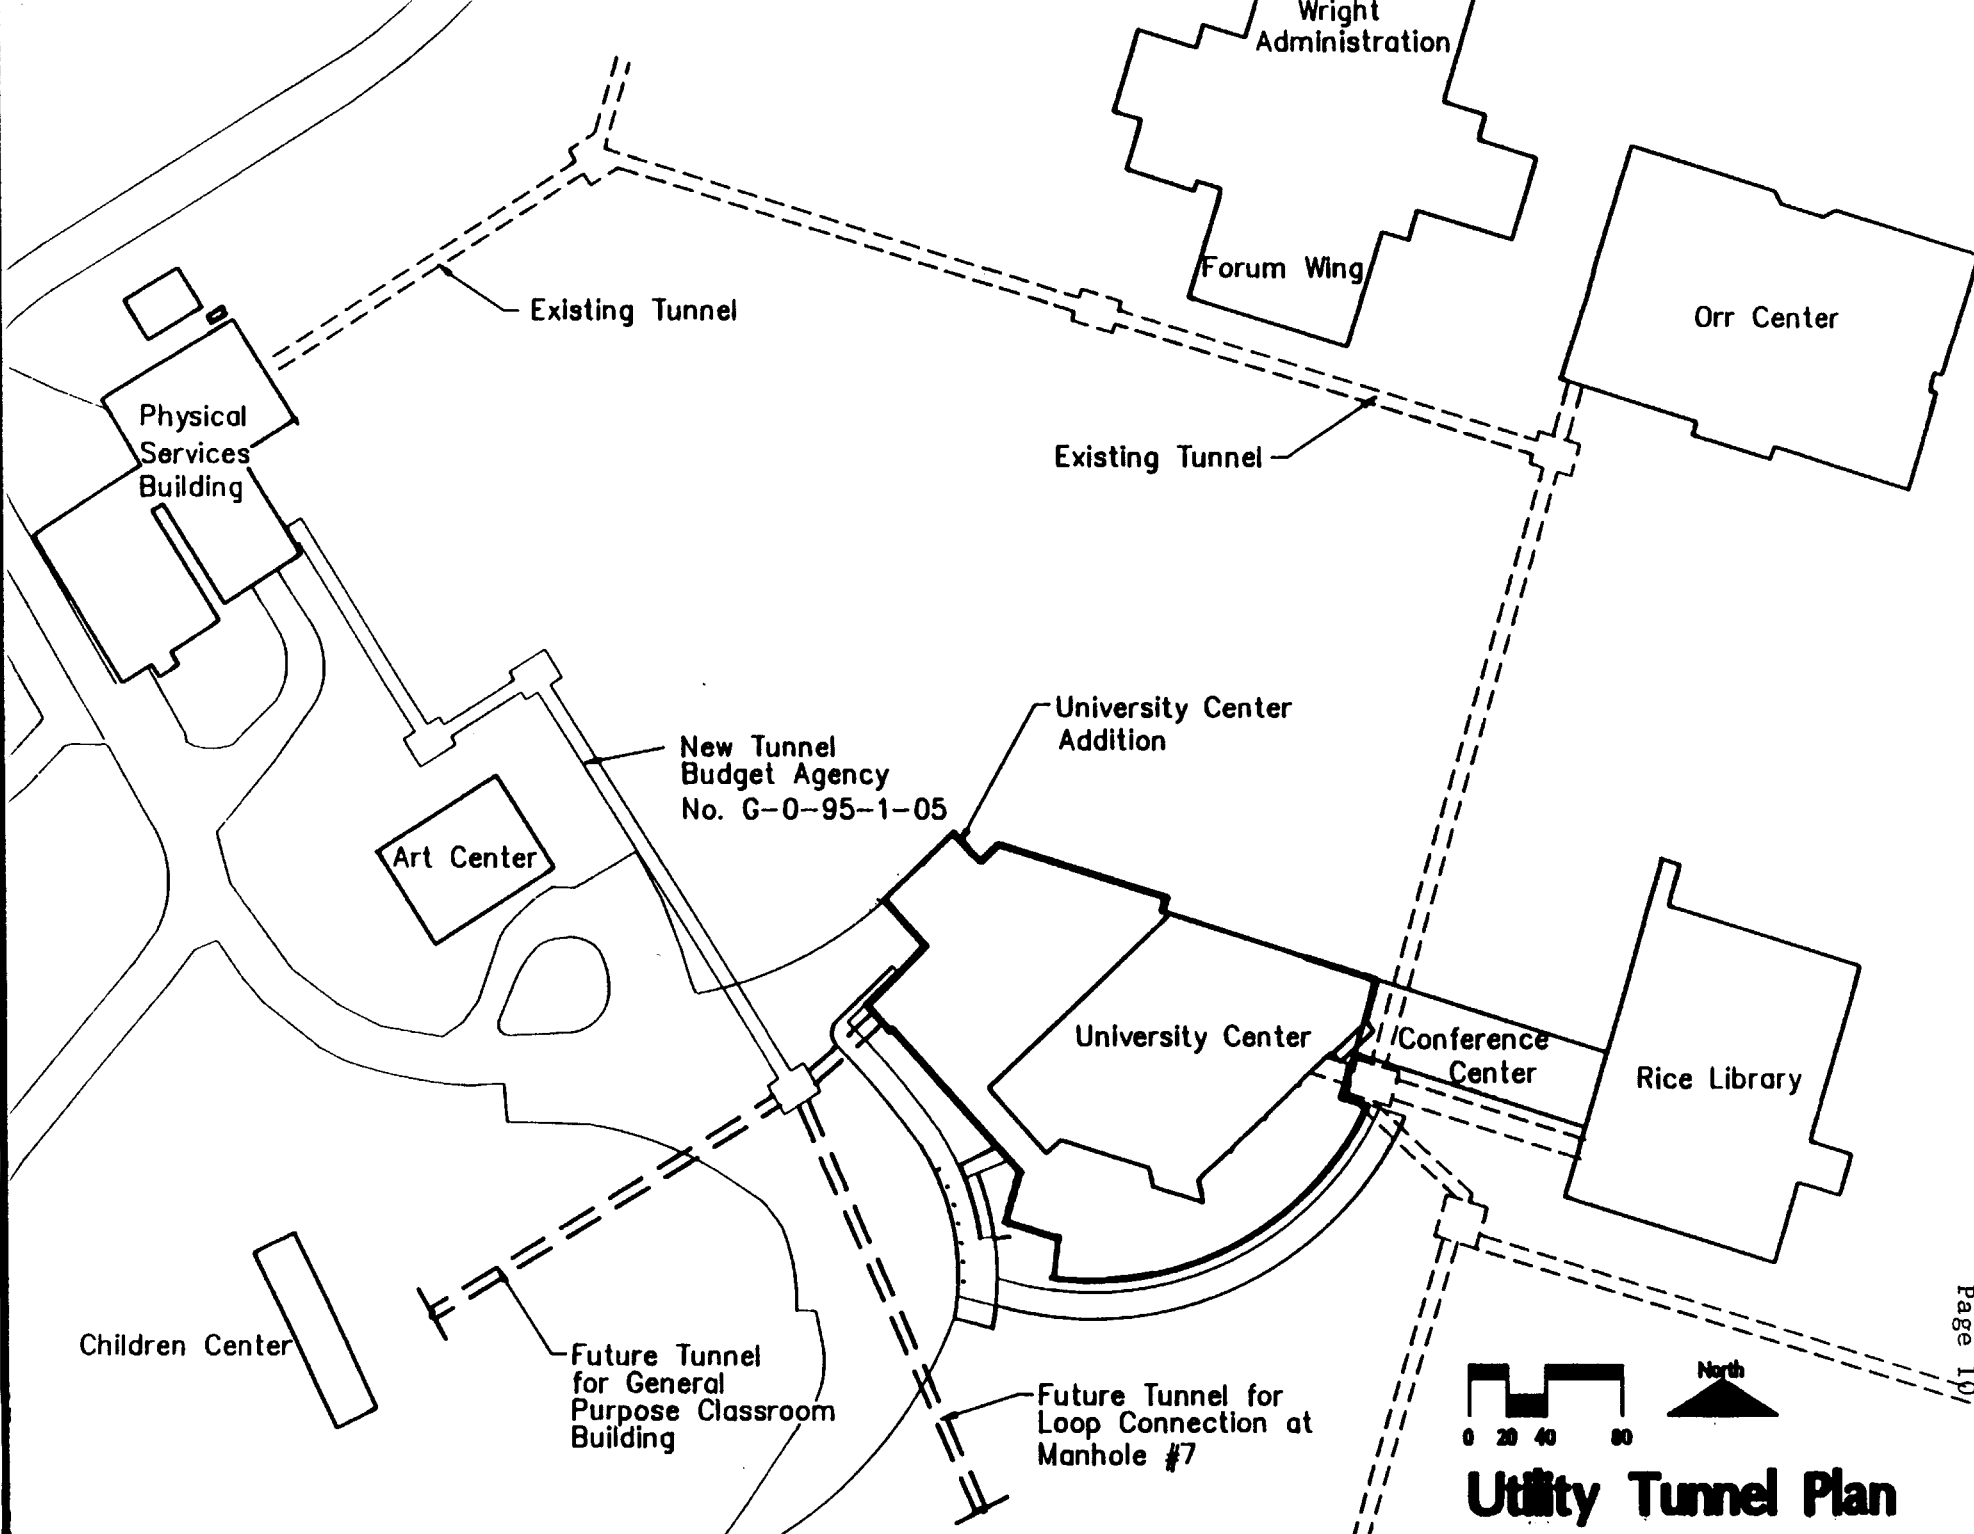 Wright
Administration
Forum Wing
Orr Center
Existing Tunnel
Existing Tunnel
Physical
Services
Building
University Center
Addition
New Tunnel
Budget Agency
No. G-0-95-1-05
Art Center
University Center
Conference
Center
Rice Library
Children Center
Future Tunnel
for General
Purpose Classroom
Building
Future Tunnel for
Loop Connection at
Manhole #7
North
0 20 40 80
Utility Tunnel Plan
Page